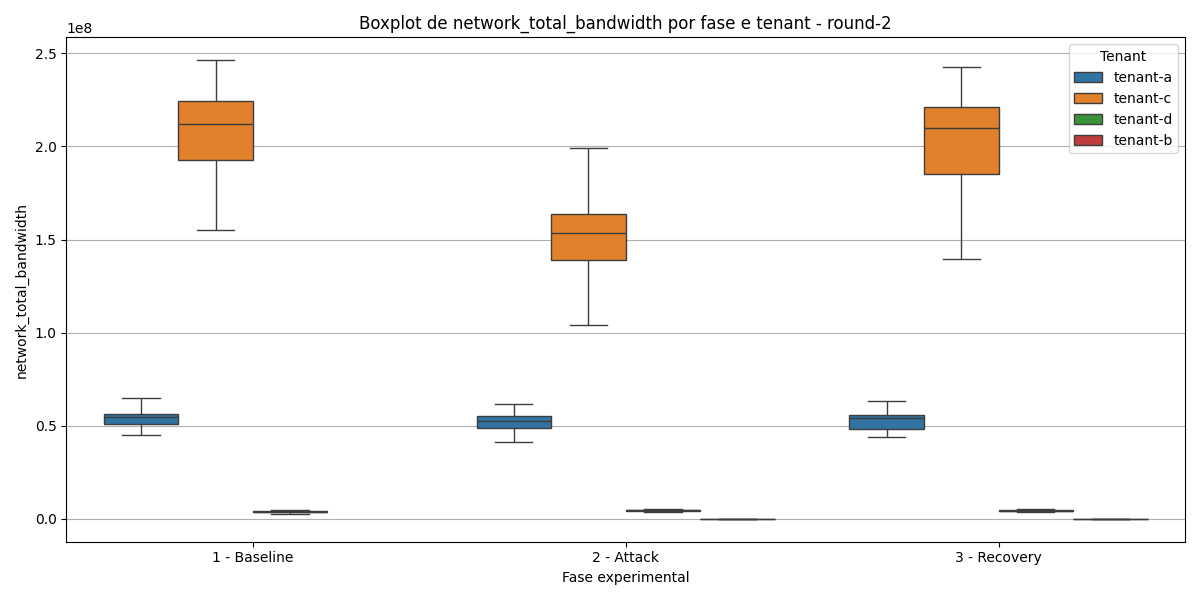 Boxplot de network_total_bandwidth por fase e tenant - round-2
1e8
2.5
2.0
1.5
1.0
0.5
0.0
network_total_bandwidth
Tenant
tenant-a
tenant-c
tenant-d
tenant-b
1 - Baseline
2 - Attack
3 - Recovery
Fase experimental